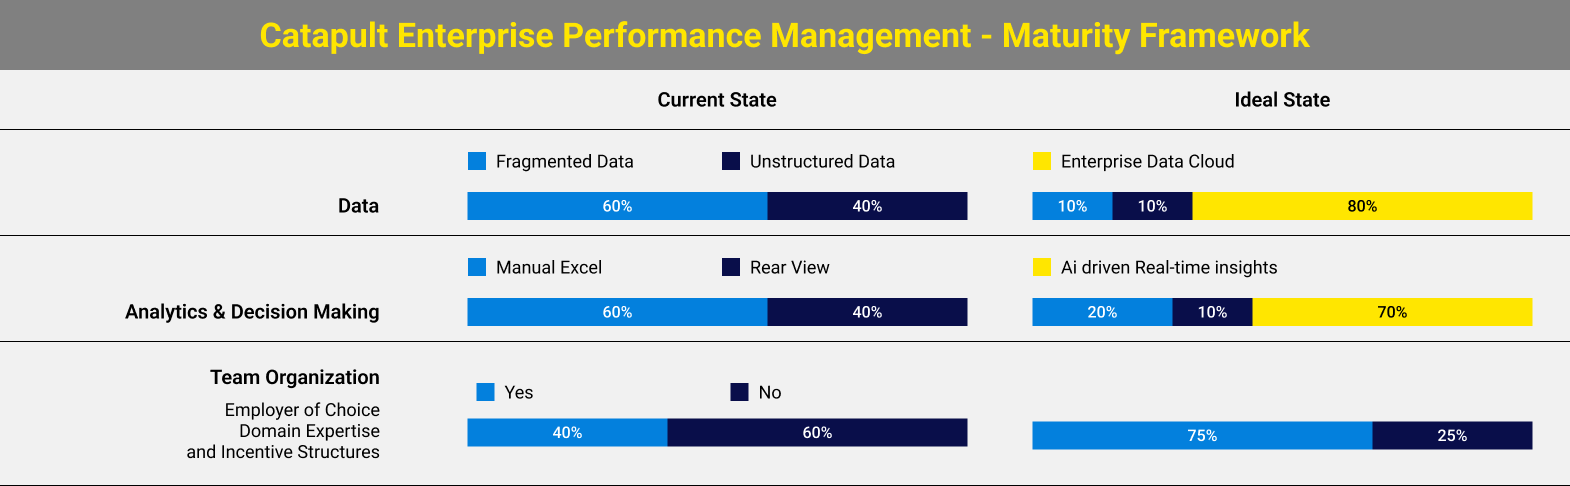 Catapult Enterprise Performance Management - Maturity Framework
Current State
Ideal State
Fragmented Data
Unstructured Data
Enterprise Data Cloud
Data
60%
40%
10%
10%
80%
Manual Excel
Rear View
Ai driven Real-time insights
Analytics & Decision Making
60%
40%
20%
10%
70%
Team Organization
Employer of Choice
Domain Expertise
and Incentive Structures
Yes
No
40%
60%
75%
25%